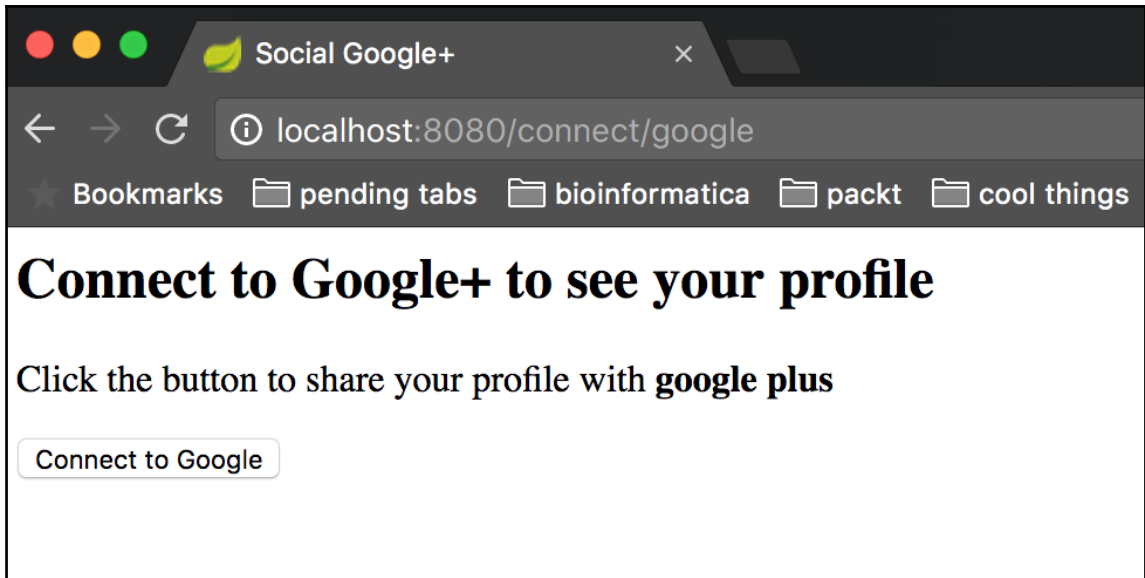 Social Google+
localhost:8080/connect/google
Bookmarks pending tabs bioinformatica packt cool things
Connect to Google+ to see your profile
Click the button to share your profile with google plus
Connect to Google